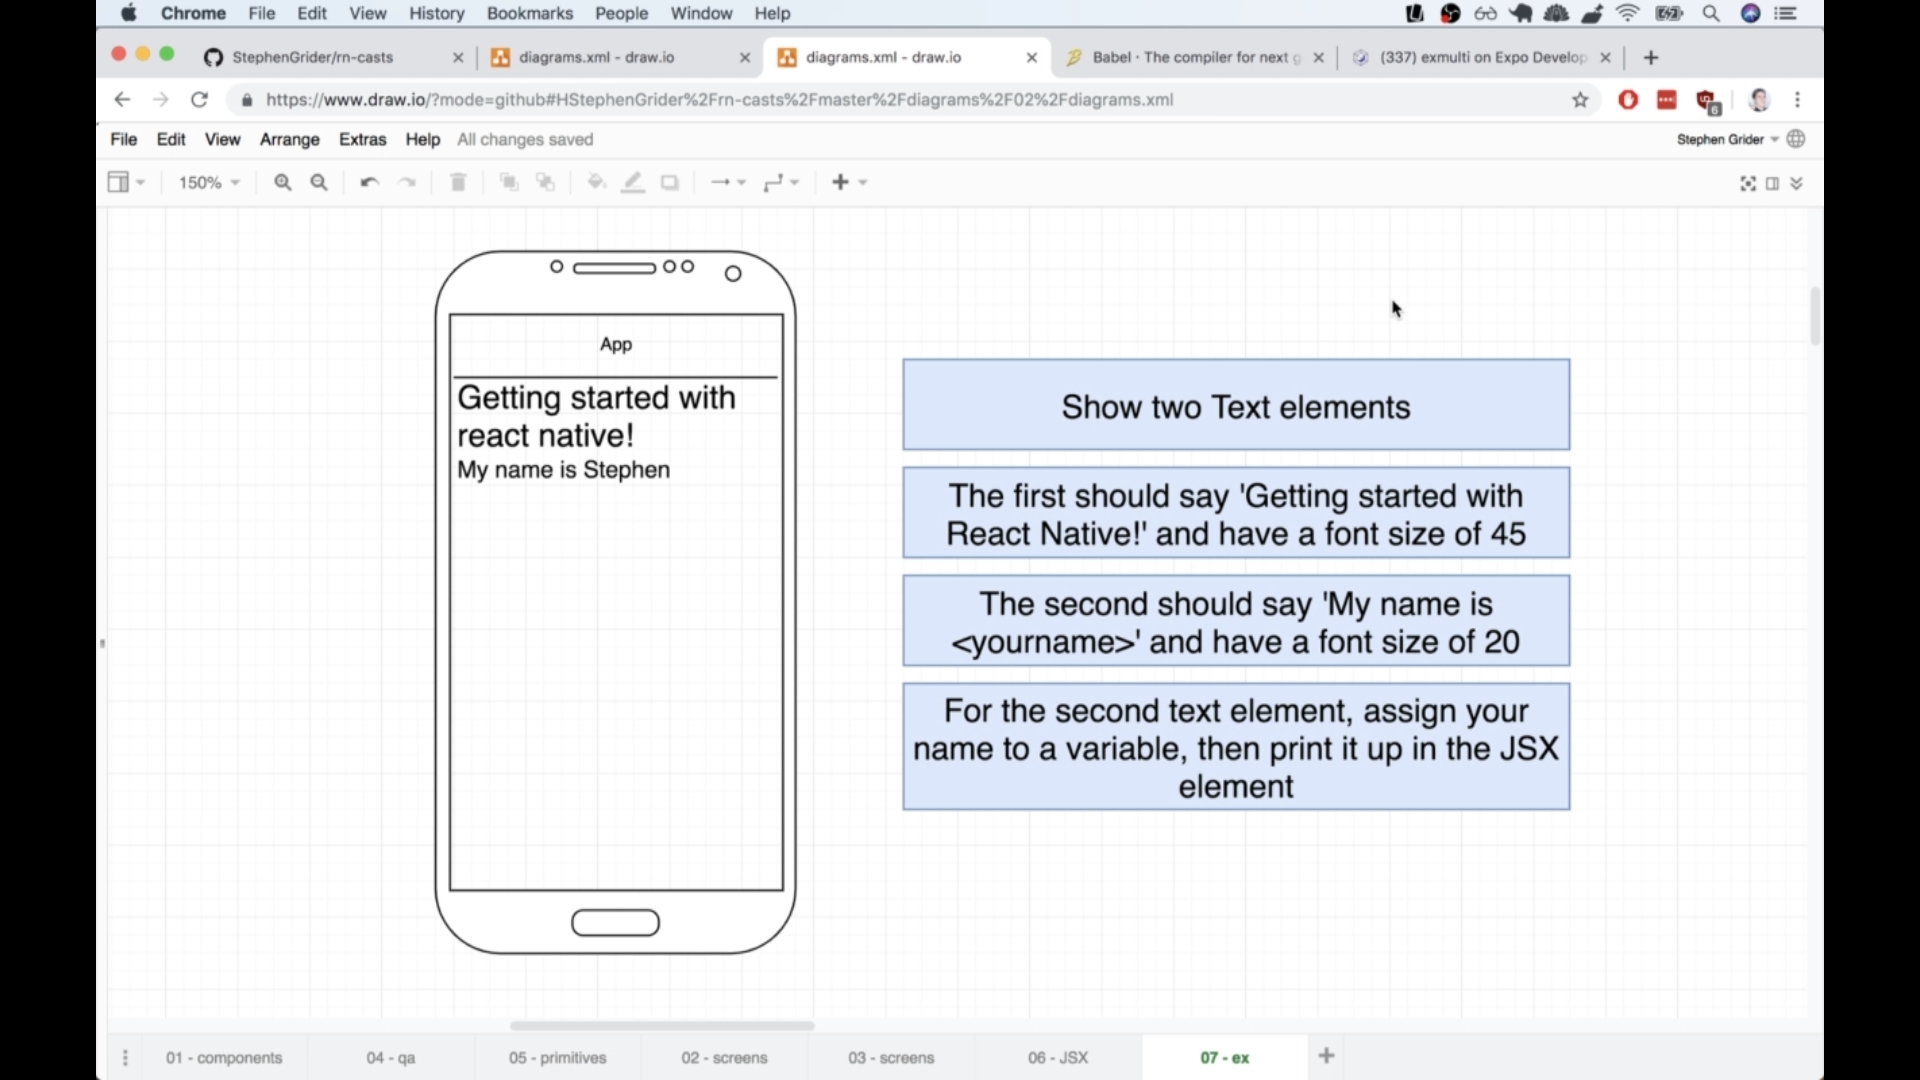 Chrome File Edit View History Bookmarks People Window Help
StephenGrider/rn-casts
diagrams.xml - draw.io
diagrams.xml - draw.io
Babel · The compiler for next g
(337) exmulti on Expo Develop
https://www.draw.io/?mode=github#HStephenGrider%2Frn-casts%2Fmaster%2Fdiagrams%2F02%2Fdiagrams.xml
6
File Edit View Arrange Extras Help All changes saved
Stephen Grider
150%
App
Getting started with
react native!
My name is Stephen
Show two Text elements
The first should say 'Getting started with
React Native!' and have a font size of 45
The second should say 'My name is
<yourname>' and have a font size of 20
For the second text element, assign your
name to a variable, then print it up in the JSX
element
01 - components
04 - qa
05 - primitives
02 - screens
03 - screens
06 - JSX
07 - ex